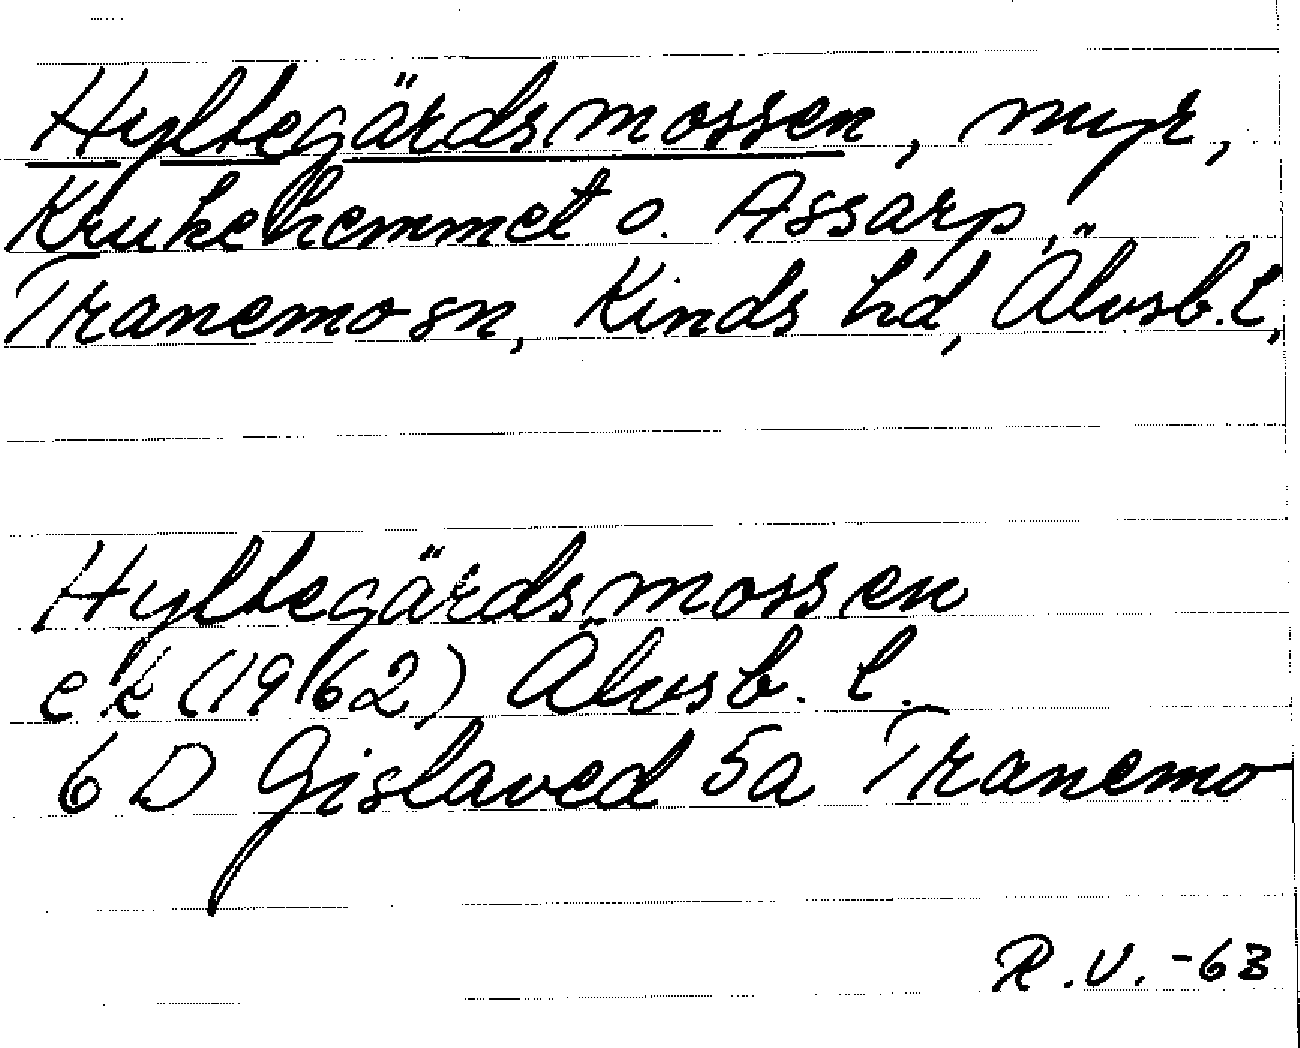 Hyltegärdsmossen, myr,
Krukehemmet o. Assarp,
Tranemo sn, Kinds hd, Älvsb. l,
Hyltegärdsmossen
ek (1962) Älvsb. l.
6 D Gislaved 5a Tranemo
R.V. -63